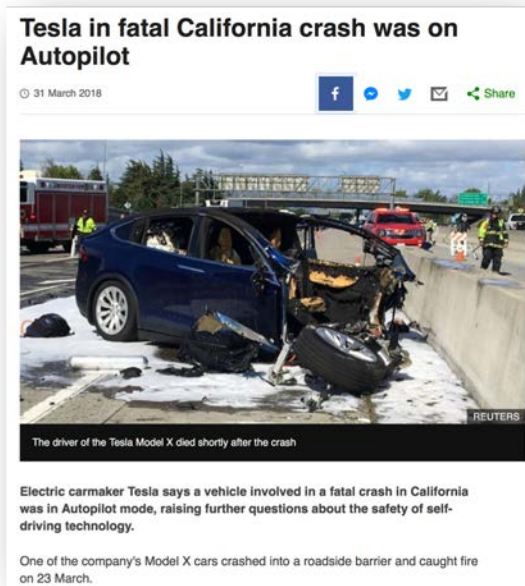 Tesla in fatal California crash was on
Autopilot
31 March 2018
Share
REUTERS
The driver of the Tesla Model X died shortly after the crash
Electric carmaker Tesla says a vehicle involved in a fatal crash in California
was in Autopilot mode, raising further questions about the safety of self-
driving technology.
One of the company's Model X cars crashed into a roadside barrier and caught fire
on 23 March.